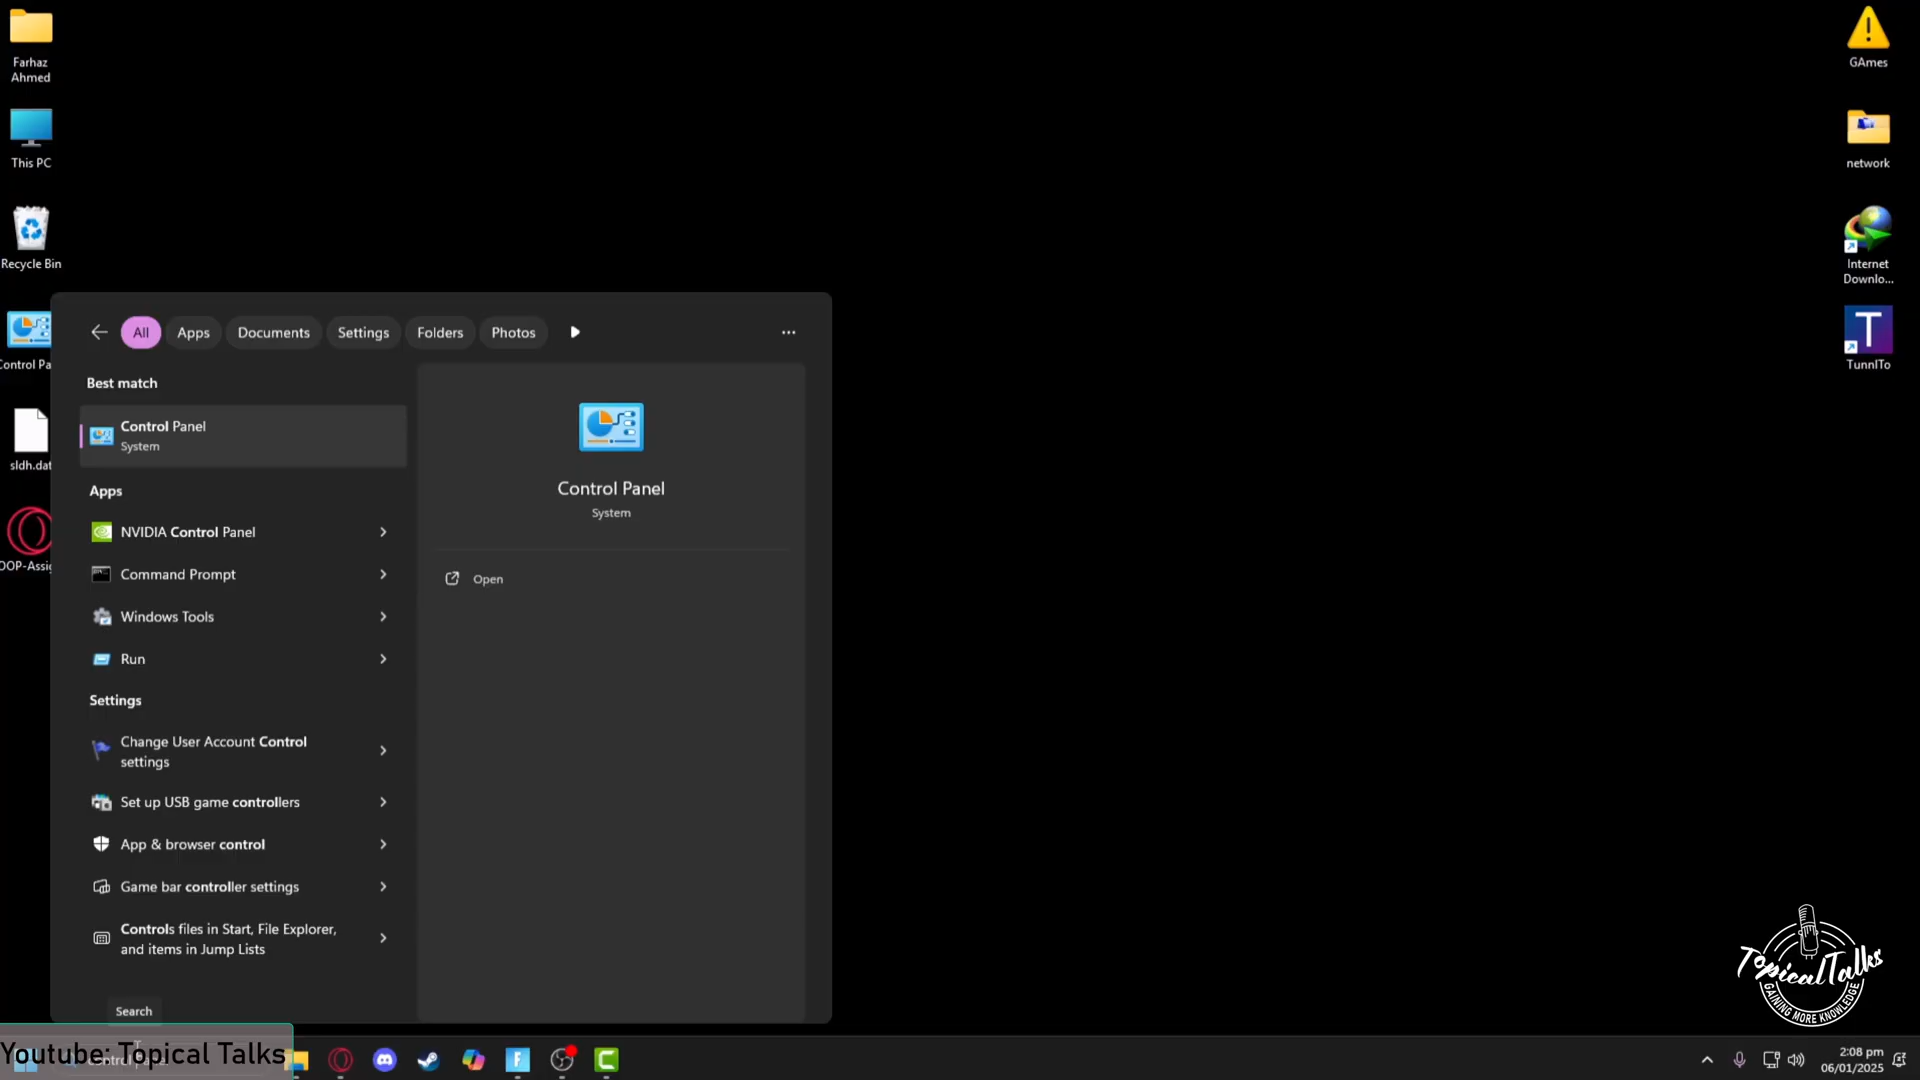 Farhaz
Ahmed
This PC
Recycle Bin
Control Pa
sldh.dat
OOP-Assig
GAmes
network
Internet
Downlo...
TunnlTo
All
Apps
Documents
Settings
Folders
Photos
Best match
Control Panel
System
Apps
NVIDIA Control Panel
Command Prompt
Windows Tools
Run
Settings
Change User Account Control
settings
Set up USB game controllers
App & browser control
Game bar controller settings
Controls files in Start, File Explorer,
and items in Jump Lists
Control Panel
System
Open
Search
Youtube: Topical Talks
TopicalTalks
GAINING MORE KNOWLEDGE
2:08 pm
06/01/2025